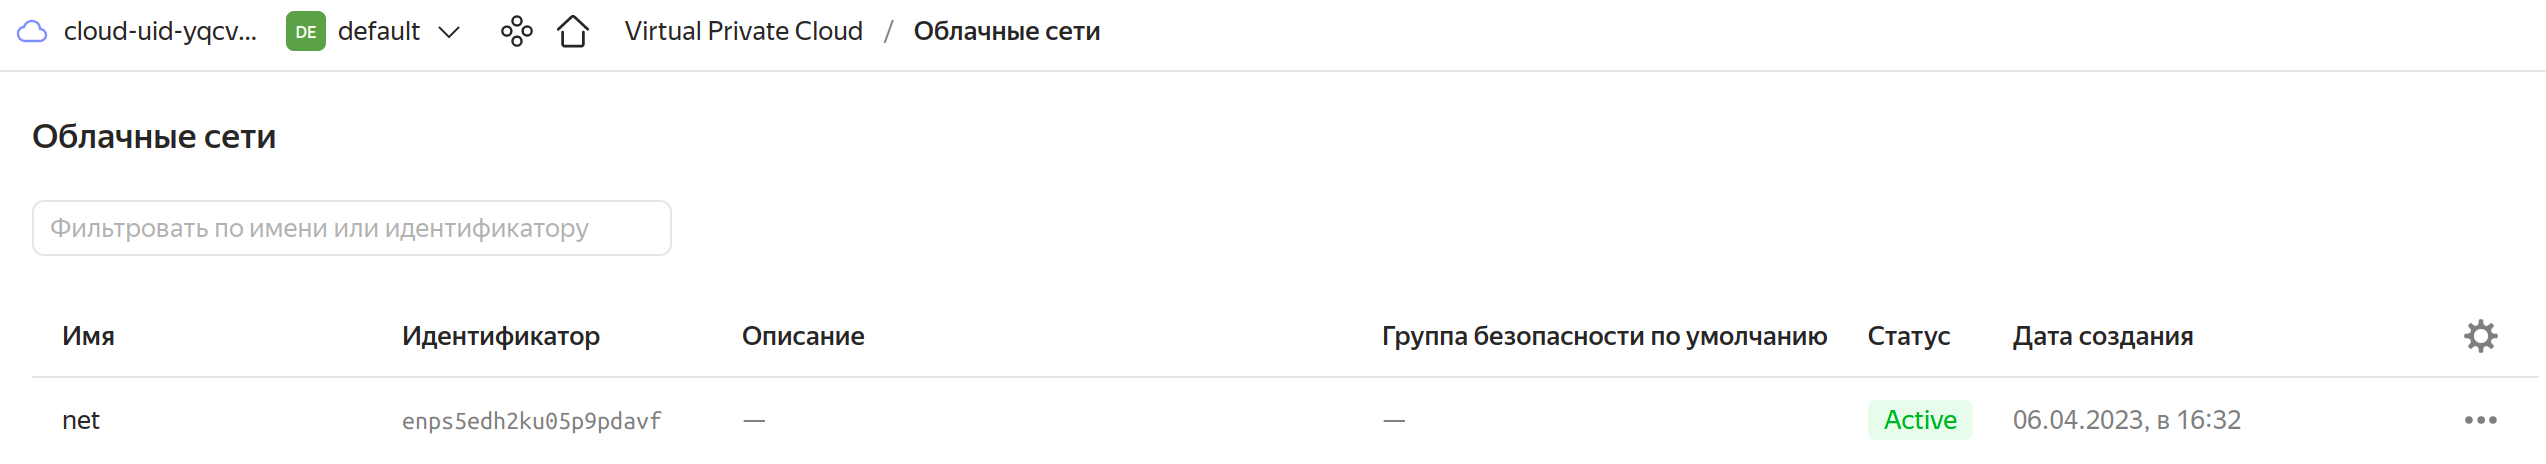 cloud-uid-yqcv... DE default Virtual Private Cloud / Облачные сети
Облачные сети
Фильтровать по имени или идентификатору
Имя Идентификатор Описание Группа безопасности по умолчанию Статус Дата создания
net enps5edh2ku05p9pdavf — — Active 06.04.2023, в 16:32